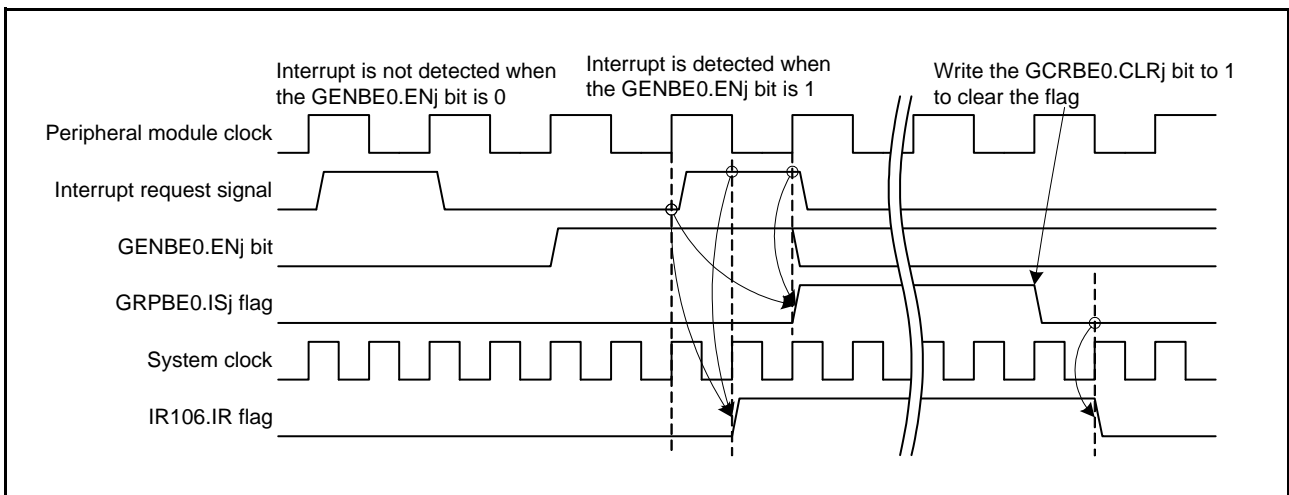 Interrupt is not detected when
the GENBE0.ENj bit is 0
Interrupt is detected when
the GENBE0.ENj bit is 1
Write the GCRBE0.CLRj bit to 1
to clear the flag
Peripheral module clock
Interrupt request signal
GENBE0.ENj bit
GRPBE0.ISj flag
System clock
IR106.IR flag